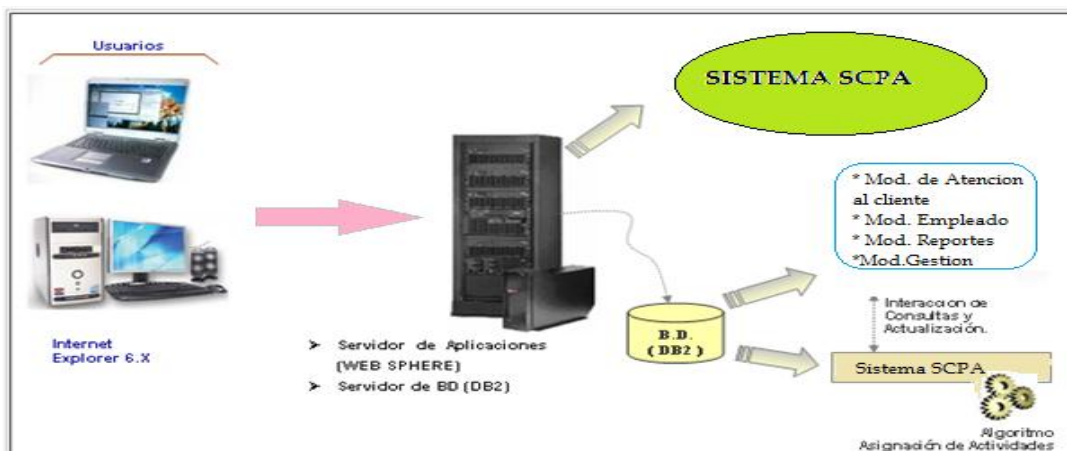 Usuarios
SISTEMA SCPA
* Mod. de Atencion
al cliente
* Mod. Empleado
* Mod. Reportes
*Mod.Gestion
Interaccion de
Consultas y
Actualización.
B.D.
( DB2 )
Internet
Explorer 6.X
➢ Servidor de Aplicaciones
(WEB SPHERE)
➢ Servidor de BD (DB2)
Sistema SCPA
Algoritmo
Asignación de Actividades